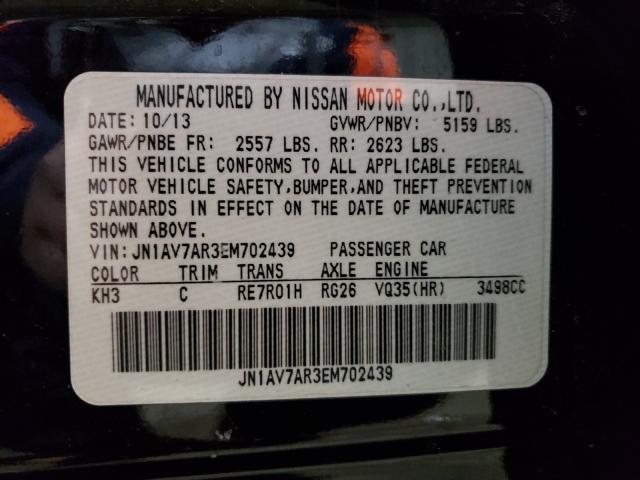 MANUFACTURED BY NISSAN MOTOR CO.,LTD.
DATE: 10/13 GVWR/PNBV: 5159 LBS.
GAWR/PNBE FR: 2557 LBS. RR: 2623 LBS.
THIS VEHICLE CONFORMS TO ALL APPLICABLE FEDERAL
MOTOR VEHICLE SAFETY,BUMPER,AND THEFT PREVENTION
STANDARDS IN EFFECT ON THE DATE OF MANUFACTURE
SHOWN ABOVE.
VIN: JN1AV7AR3EM702439 PASSENGER CAR
COLOR TRIM TRANS AXLE ENGINE
KH3 C RE7R01H RG26 VQ35(HR) 3498CC
JN1AV7AR3EM702439